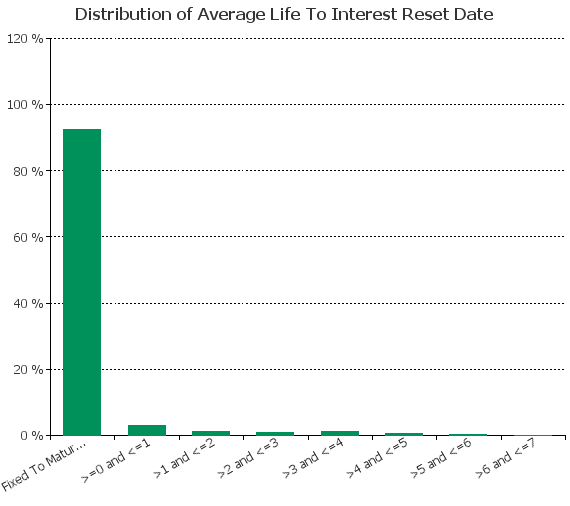 Distribution of Average Life To Interest Reset Date
120 %
100 %
80 %
60 %
40 %
20 %
0 %
Fixed To Matur...
>=0 and <=1
>1 and <=2
>2 and <=3
>3 and <=4
>4 and <=5
>5 and <=6
>6 and <=7